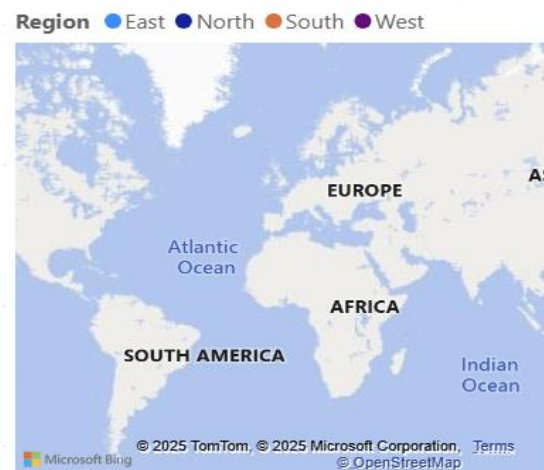 Region East North South West
EUROPE
AS
Atlantic
Ocean
AFRICA
SOUTH AMERICA
Indian
Ocean
© 2025 TomTom, © 2025 Microsoft Corporation, Terms
Microsoft Bing
© OpenStreetMap